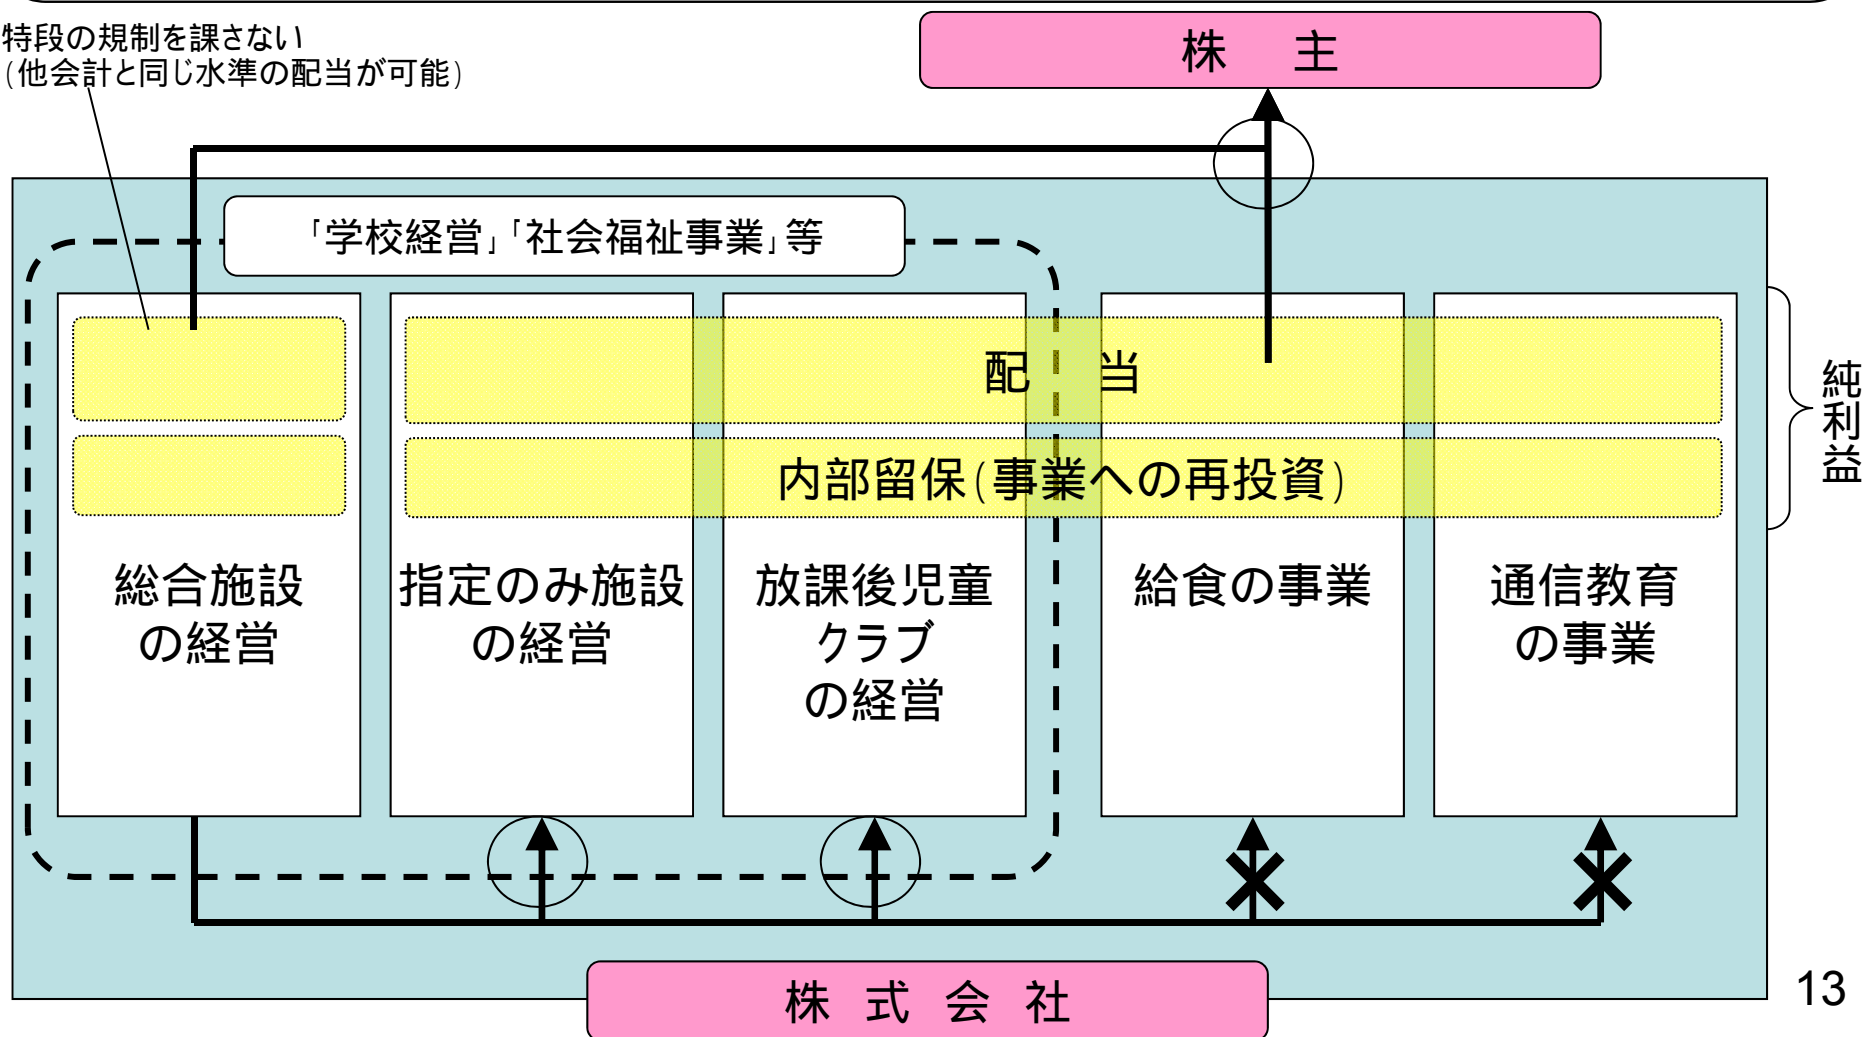 特段の規制を課さない
(他会計と同じ水準の配当が可能)
株 主
「学校経営」「社会福祉事業」等
配 当
内部留保(事業への再投資)
純利益
総合施設
の経営
指定のみ施設
の経営
放課後児童
クラブ
の経営
給食の事業
通信教育
の事業
株 式 会 社
13